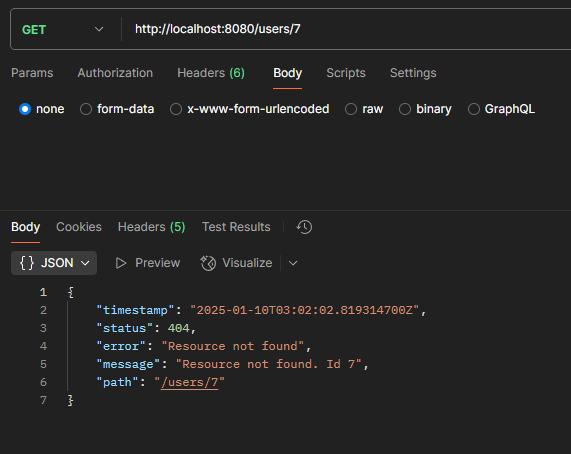 GET http://localhost:8080/users/7
Params Authorization Headers (6) Body Scripts Settings
none form-data x-www-form-urlencoded raw binary GraphQL
Body Cookies Headers (5) Test Results
{ } JSON Preview Visualize
1 {
2 "timestamp": "2025-01-10T03:02:02.819314700Z",
3 "status": 404,
4 "error": "Resource not found",
5 "message": "Resource not found. Id 7",
6 "path": "/users/7"
7 }